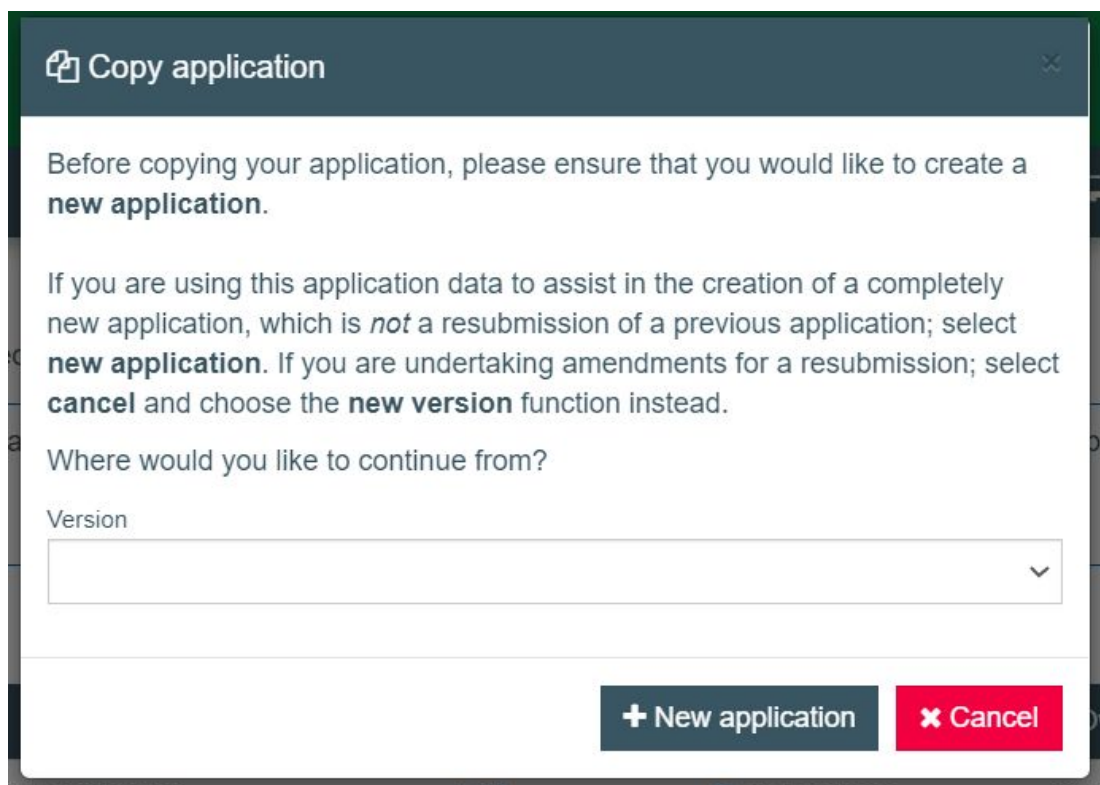 Copy application
Before copying your application, please ensure that you would like to create a
new application.
If you are using this application data to assist in the creation of a completely
new application, which is not a resubmission of a previous application; select
new application. If you are undertaking amendments for a resubmission; select
cancel and choose the new version function instead.
Where would you like to continue from?
Version
New application
Cancel